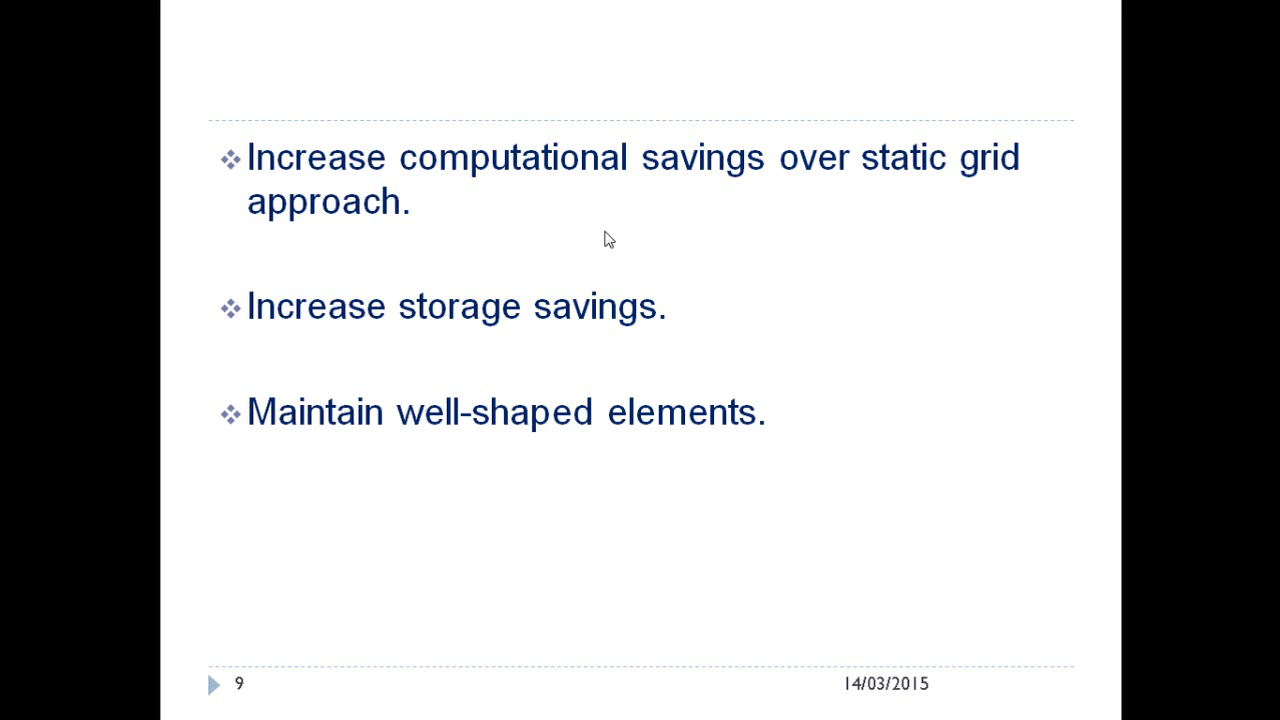 Increase computational savings over static grid
approach.
Increase storage savings.
Maintain well-shaped elements.
9
14/03/2015